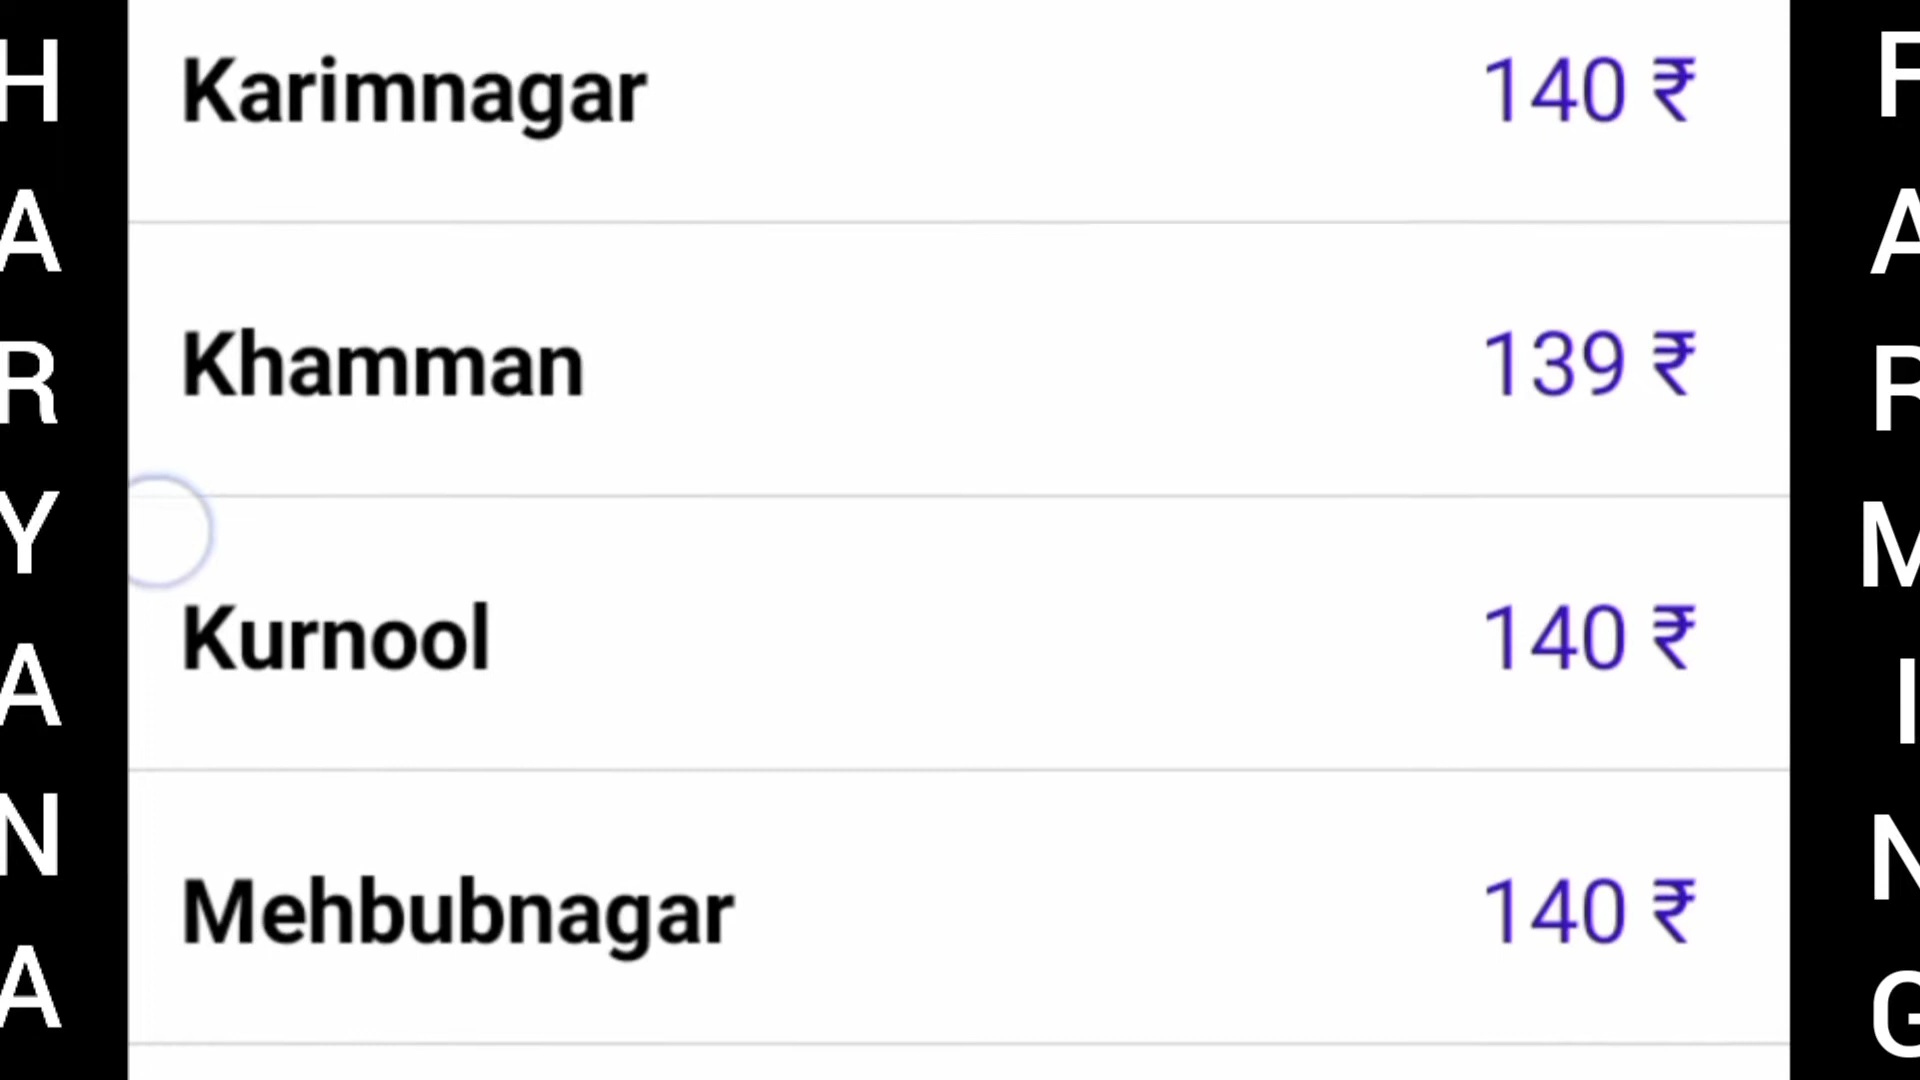 HARYANA
Karimnagar 140 ₹
Khamman 139 ₹
Kurnool 140 ₹
Mehbubnagar 140 ₹
FARMING